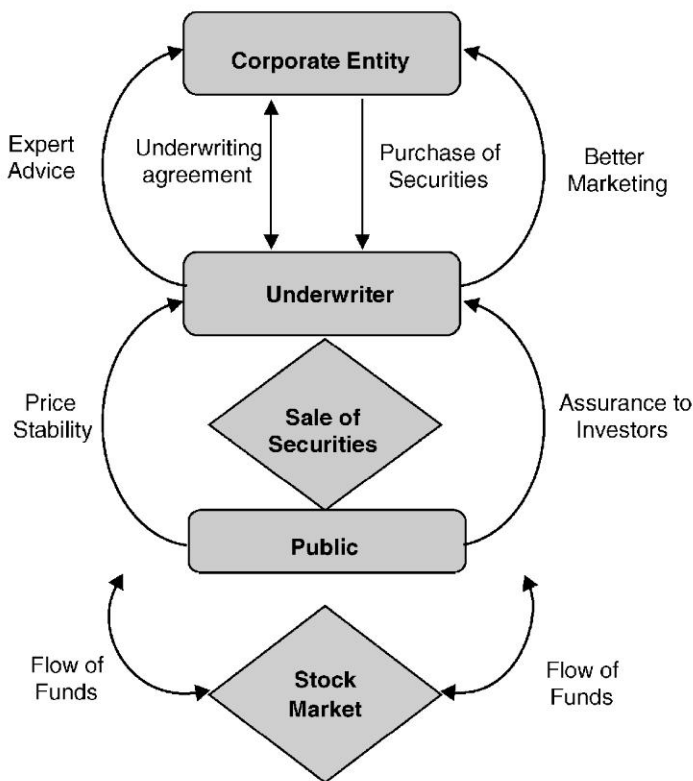 Corporate Entity
Expert
Advice
Underwriting
agreement
Purchase of
Securities
Better
Marketing
Underwriter
Price
Stability
Sale of
Securities
Assurance to
Investors
Public
Flow of
Funds
Stock
Market
Flow of
Funds